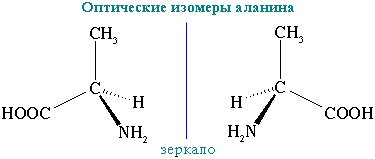 Оптические изомеры аланина
CH₃ CH₃
C H H C
HOOC COOH
NH₂ H₂N
зеркало